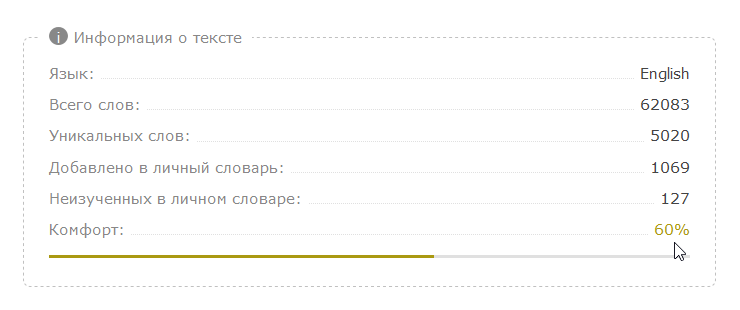 i Информация о тексте
Язык: English
Всего слов: 62083
Уникальных слов: 5020
Добавлено в личный словарь: 1069
Неизученных в личном словаре: 127
Комфорт: 60%